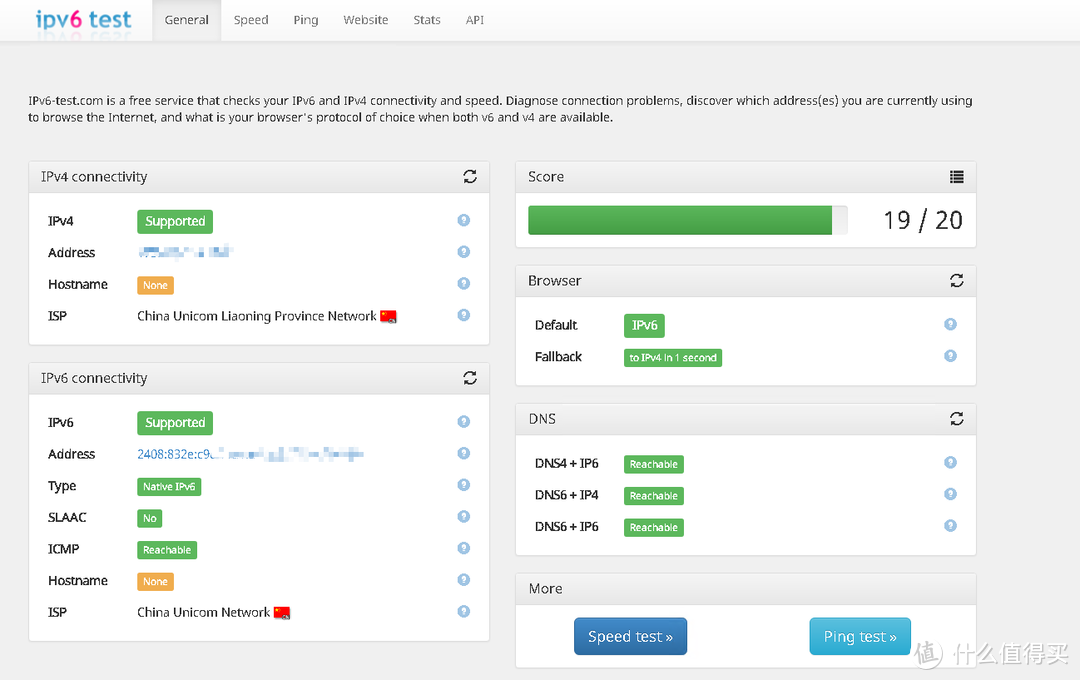 ipv6 test
General Speed Ping Website Stats API
IPv6-test.com is a free service that checks your IPv6 and IPv4 connectivity and speed. Diagnose connection problems, discover which address(es) you are currently using
to browse the Internet, and what is your browser's protocol of choice when both v6 and v4 are available.
IPv4 connectivity
IPv4 Supported
Address
Hostname None
ISP China Unicom Liaoning Province Network
IPv6 connectivity
IPv6 Supported
Address 2408:832e:c9
Type Native IPv6
SLAAC No
ICMP Reachable
Hostname None
ISP China Unicom Network
Score
19 / 20
Browser
Default IPv6
Fallback to IPv4 in 1 second
DNS
DNS4 + IP6 Reachable
DNS6 + IP4 Reachable
DNS6 + IP6 Reachable
More
Speed test »
Ping test »
值 什么值得买